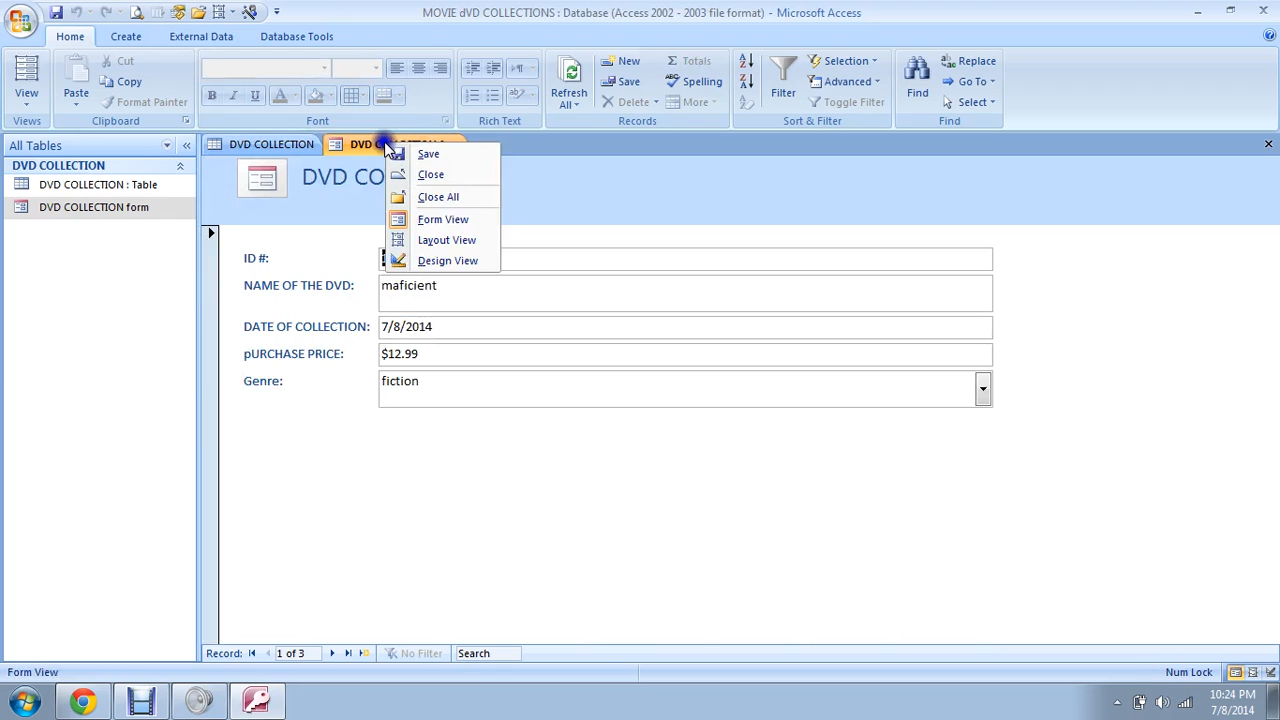 MOVIE dVD COLLECTIONS : Database (Access 2002 - 2003 file format) - Microsoft Access
Home Create External Data Database Tools
View
Views
Paste
Cut
Copy
Format Painter
Clipboard
B I U A
Font
Rich Text
Refresh
All
New
Save
Delete
Totals
Spelling
More
Records
Filter
Selection
Advanced
Toggle Filter
Sort & Filter
Find
Replace
Go To
Select
Find
All Tables
DVD COLLECTION
DVD COLLECTION : Table
DVD COLLECTION form
DVD COLLECTION
DVD
DVD CO
Save
Close
Close All
Form View
Layout View
Design View
ID #:
NAME OF THE DVD: maficient
DATE OF COLLECTION: 7/8/2014
pURCHASE PRICE: $12.99
Genre: fiction
Record: 1 of 3 No Filter Search
Form View Num Lock
10:24 PM
7/8/2014